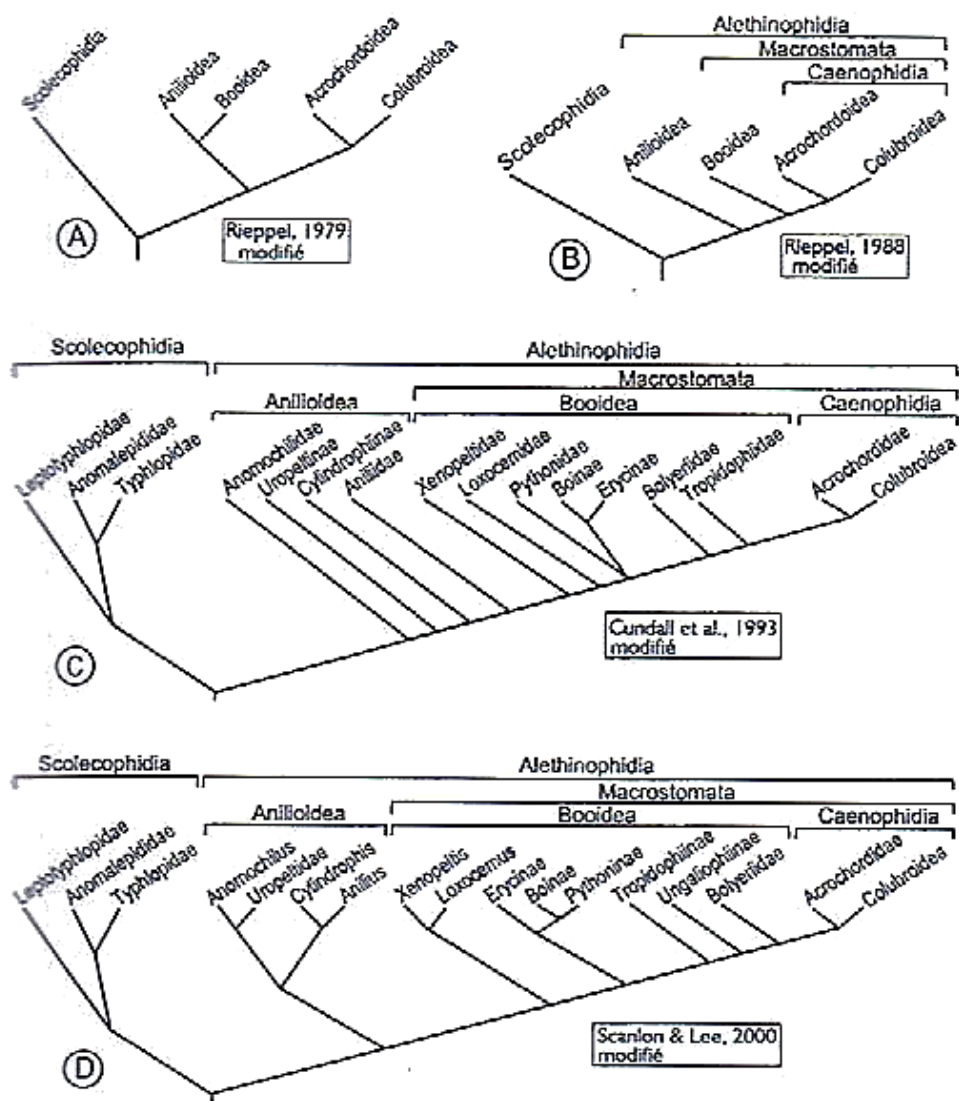 Scolecophidia
Anilioidea
Booidea
Acrochordoidea
Colubroidea
A
Rieppel, 1979
modifié
Alethinophidia
Macrostomata
Caenophidia
Scolecophidia
Anilioidea
Booidea
Acrochordoidea
Colubroidea
B
Rieppel, 1988
modifié
Scolecophidia
Alethinophidia
Macrostomata
Anilioidea
Booidea
Caenophidia
Leptotyphlopidae
Anomalepididae
Typhlopidae
Anomochilidae
Uropeltinae
Cylindrophiinae
Aniliidae
Xenopeltidae
Loxocemidae
Pythonidae
Boinae
Erycinae
Bolyeriidae
Tropidophiidae
Acrochordidae
Colubroidea
C
Cundall et al., 1993
modifié
Scolecophidia
Alethinophidia
Macrostomata
Anilioidea
Booidea
Caenophidia
Leptotyphlopidae
Anomalepididae
Typhlopidae
Anomochilus
Uropeltidae
Cylindrophis
Anilius
Xenopeltis
Loxocemus
Erycinae
Boinae
Pythoninae
Tropidophiinae
Ungaliophiinae
Bolyeriidae
Acrochordidae
Colubroidea
D
Scanlon & Lee, 2000
modifié